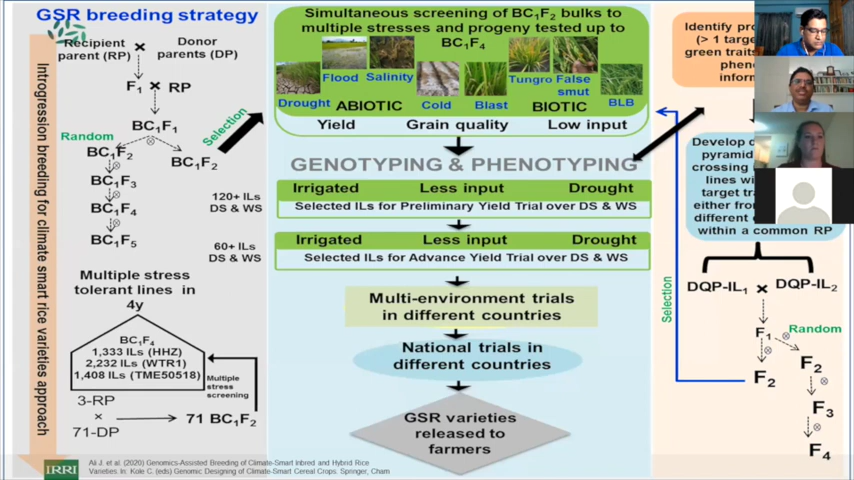 GSR breeding strategy
Introgression breeding for climate smart rice varieties approach
Recipient
parent (RP)
×
Donor
parents (DP)
F1 × RP
BC1F1
Random
BC1F2
BC1F2
BC1F3
BC1F4
BC1F5
Selection
120+ ILs
DS & WS
60+ ILs
DS & WS
Multiple stress
tolerant lines in
4y
BC1F4
1,333 ILs (HHZ)
2,232 ILs (WTR1)
1,408 ILs (TME50518)
Multiple
stress
screening
3-RP
×
71-DP
71 BC1F2
Simultaneous screening of BC1F2 bulks to
multiple stresses and progeny tested up to
BC1F4
Flood
Salinity
Tungro
False
smut
Drought
ABIOTIC
Cold
Blast
BIOTIC
BLB
Yield
Grain quality
Low input
GENOTYPING & PHENOTYPING
Irrigated
Less input
Drought
Selected ILs for Preliminary Yield Trial over DS & WS
Irrigated
Less input
Drought
Selected ILs for Advance Yield Trial over DS & WS
Multi-environment trials
in different countries
National trials in
different countries
GSR varieties
released to
farmers
Identify
(> 1
green traits
Develop
pyramid
crossing
lines
target
either
different
within a common RP
DQP-IL1 × DQP-IL2
F1
Random
Selection
F2
F2
F3
F4
IRRI
Ali J. et al. (2020) Genomics-Assisted Breeding of Climate-Smart Inbred and Hybrid Rice
Varieties. In: Kole C. (eds) Genomic Designing of Climate-Smart Cereal Crops. Springer, Cham